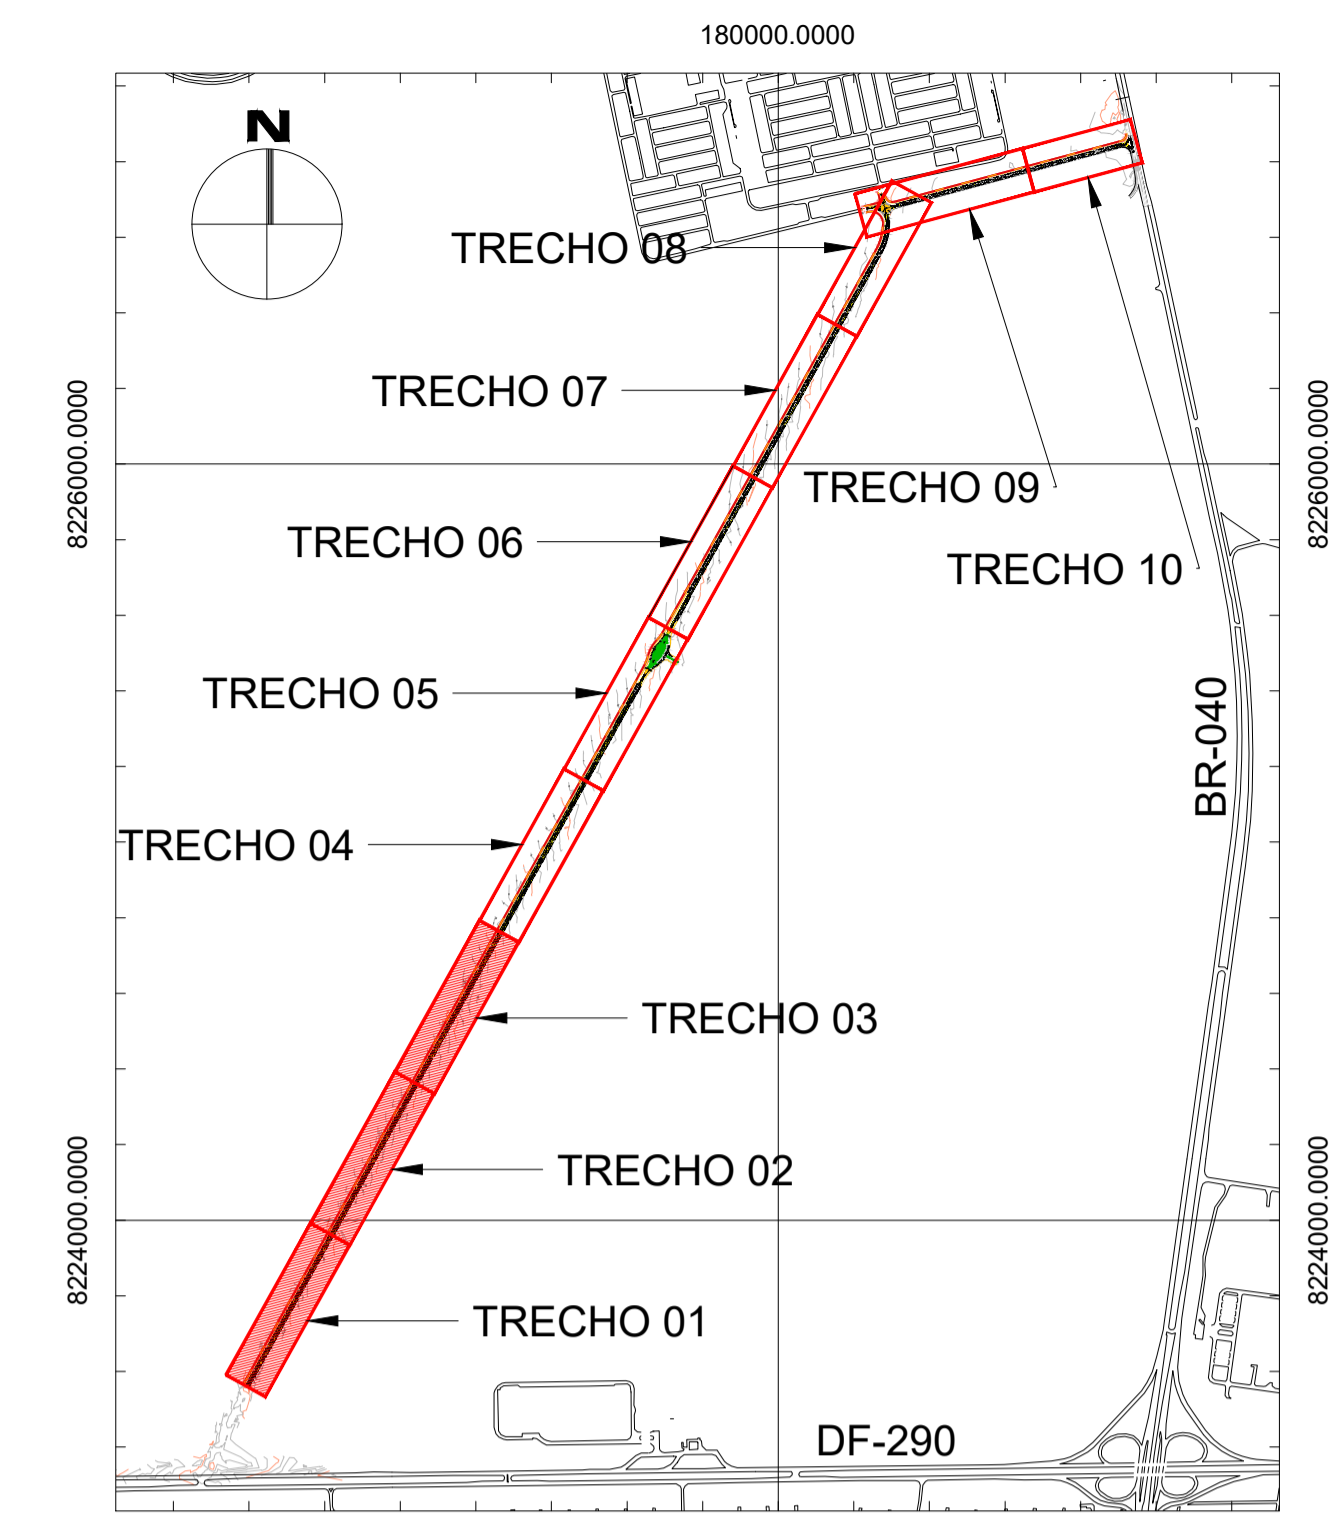 180000.0000
N
TRECHO 08
TRECHO 07
8226000.0000
8226000.0000
TRECHO 09
TRECHO 06
TRECHO 10
TRECHO 05
BR-040
TRECHO 04
TRECHO 03
TRECHO 02
8224000.0000
8224000.0000
TRECHO 01
DF-290